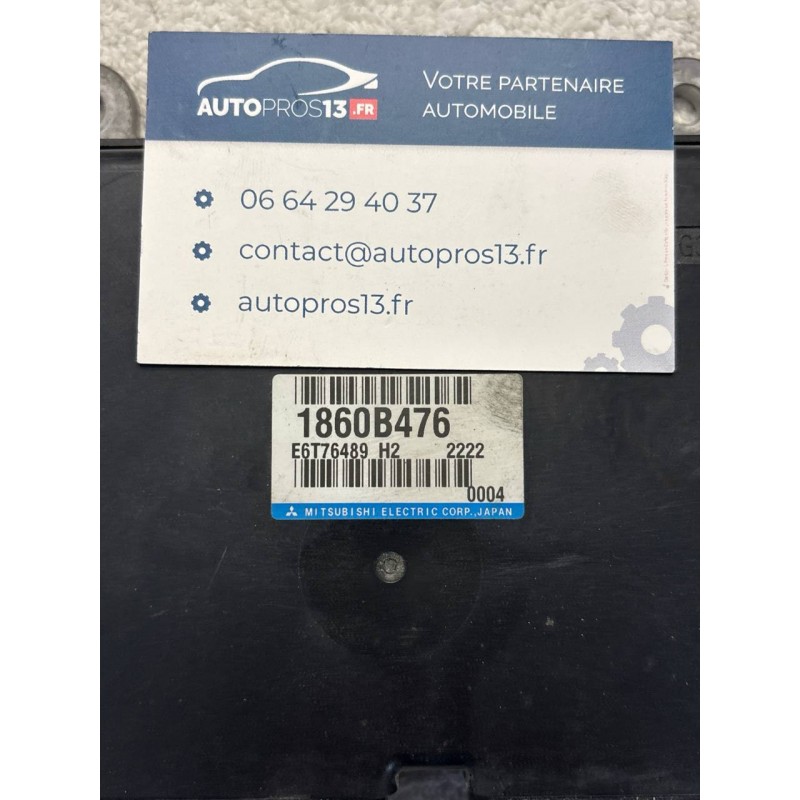 AUTOPROS13.FR
VOTRE PARTENAIRE
AUTOMOBILE
06 64 29 40 37
contact@autopros13.fr
autopros13.fr
1860B476
E6T76489 H2 2222
0004
MITSUBISHI ELECTRIC CORP.,JAPAN